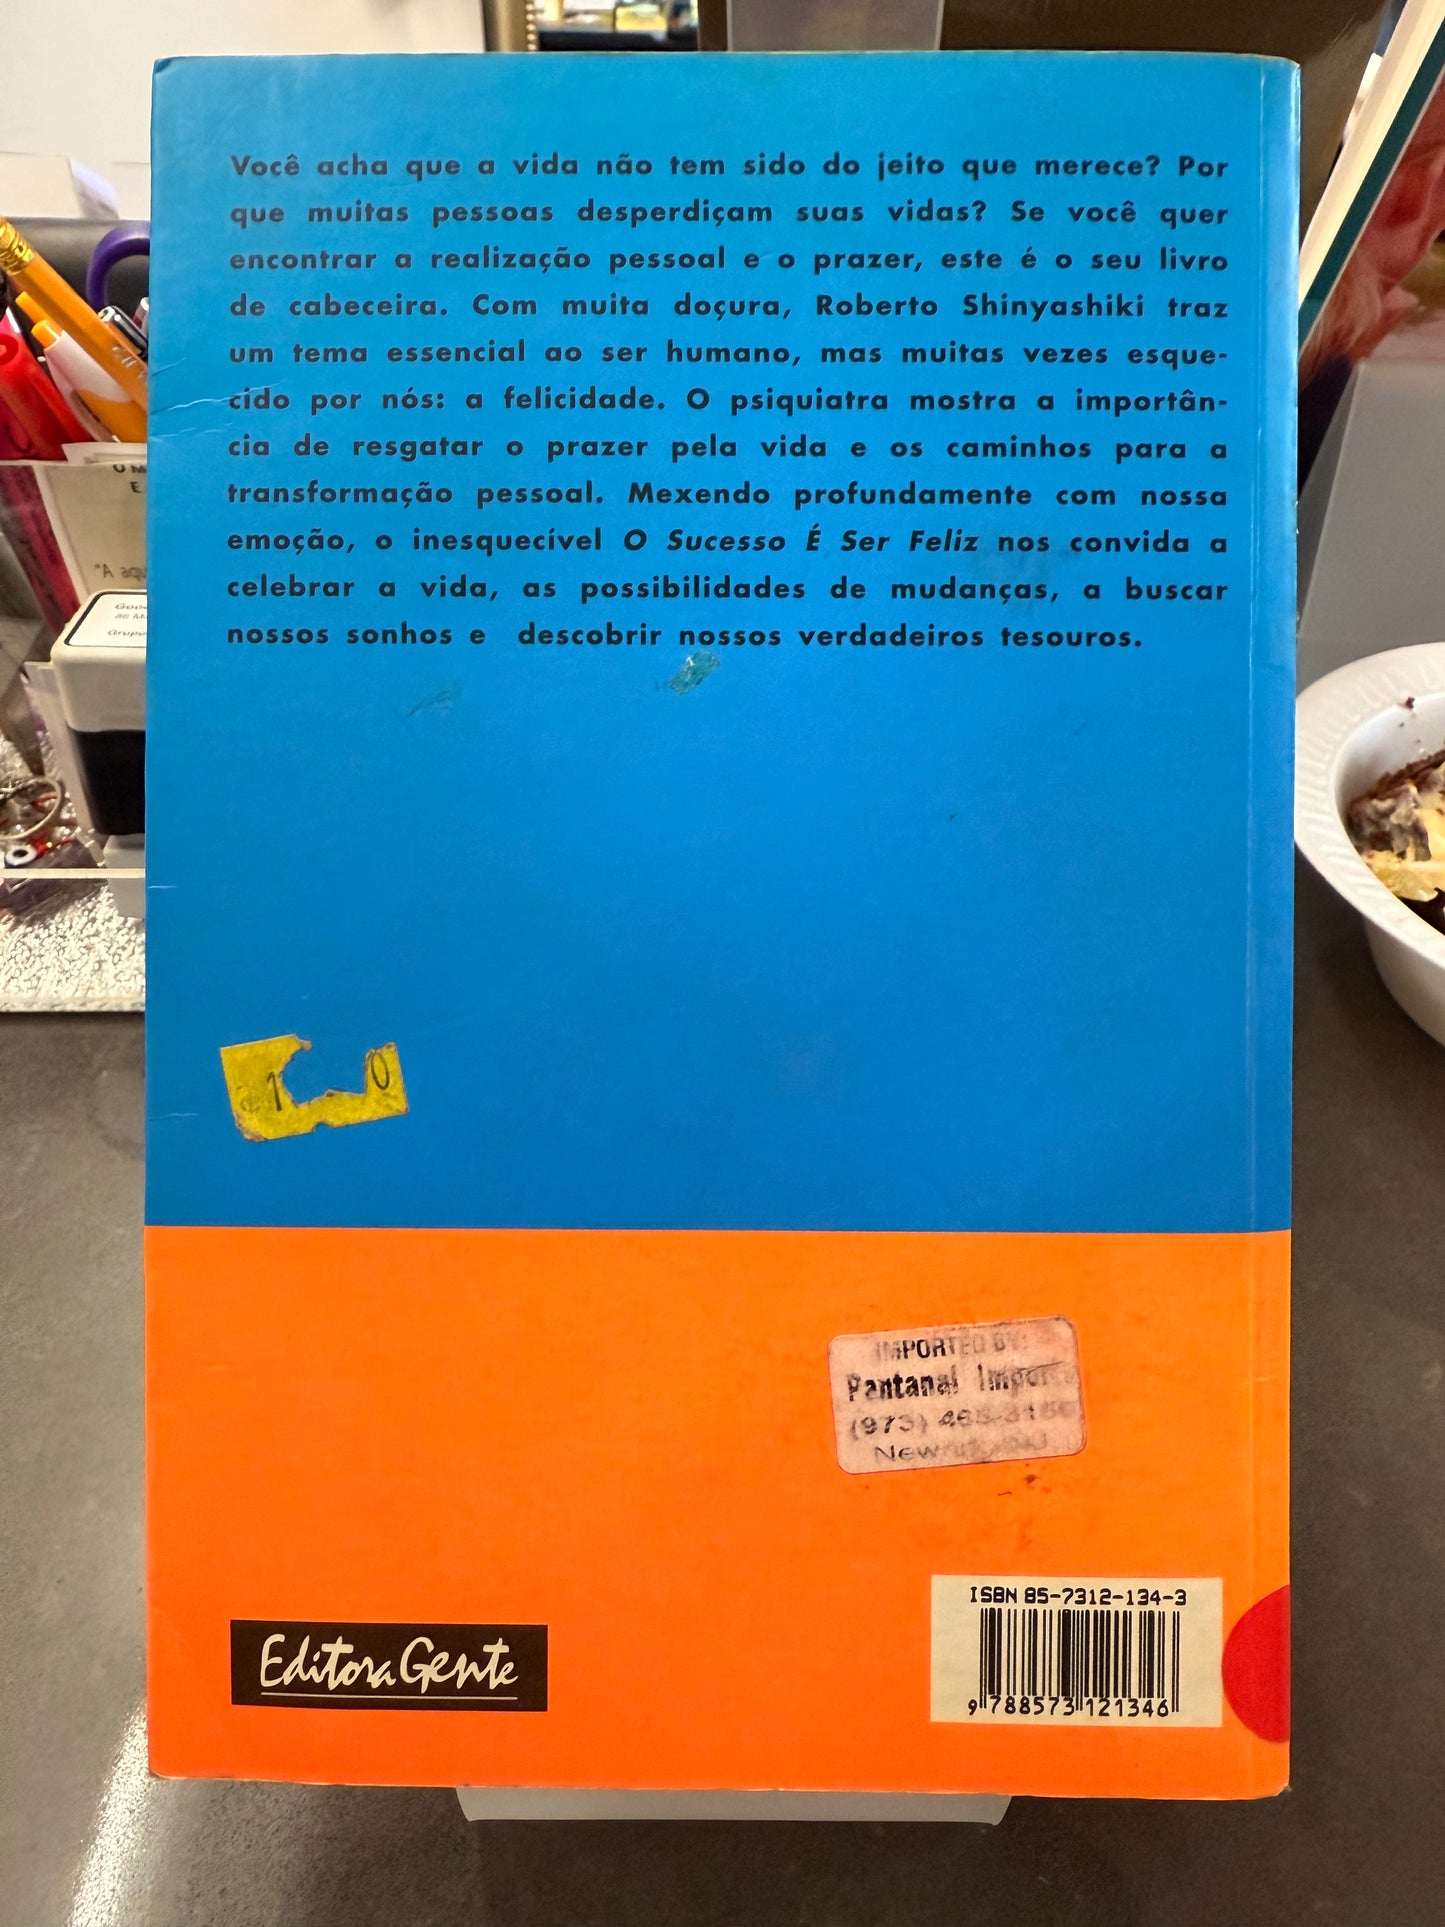 Você acha que a vida não tem sido do jeito que merece? Por
que muitas pessoas desperdiçam suas vidas? Se você quer
encontrar a realização pessoal e o prazer, este é o seu livro
de cabeceira. Com muita doçura, Roberto Shinyashiki traz
um tema essencial ao ser humano, mas muitas vezes esque-
cido por nós: a felicidade. O psiquiatra mostra a importân-
cia de resgatar o prazer pela vida e os caminhos para a
transformação pessoal. Mexendo profundamente com nossa
emoção, o inesquecível O Sucesso É Ser Feliz nos convida a
celebrar a vida, as possibilidades de mudanças, a buscar
nossos sonhos e descobrir nossos verdadeiros tesouros.
1 0
IMPORTED BY:
Pantanal
(973)
Editora Gente
ISBN 85-7312-134-3
9 788573 121346